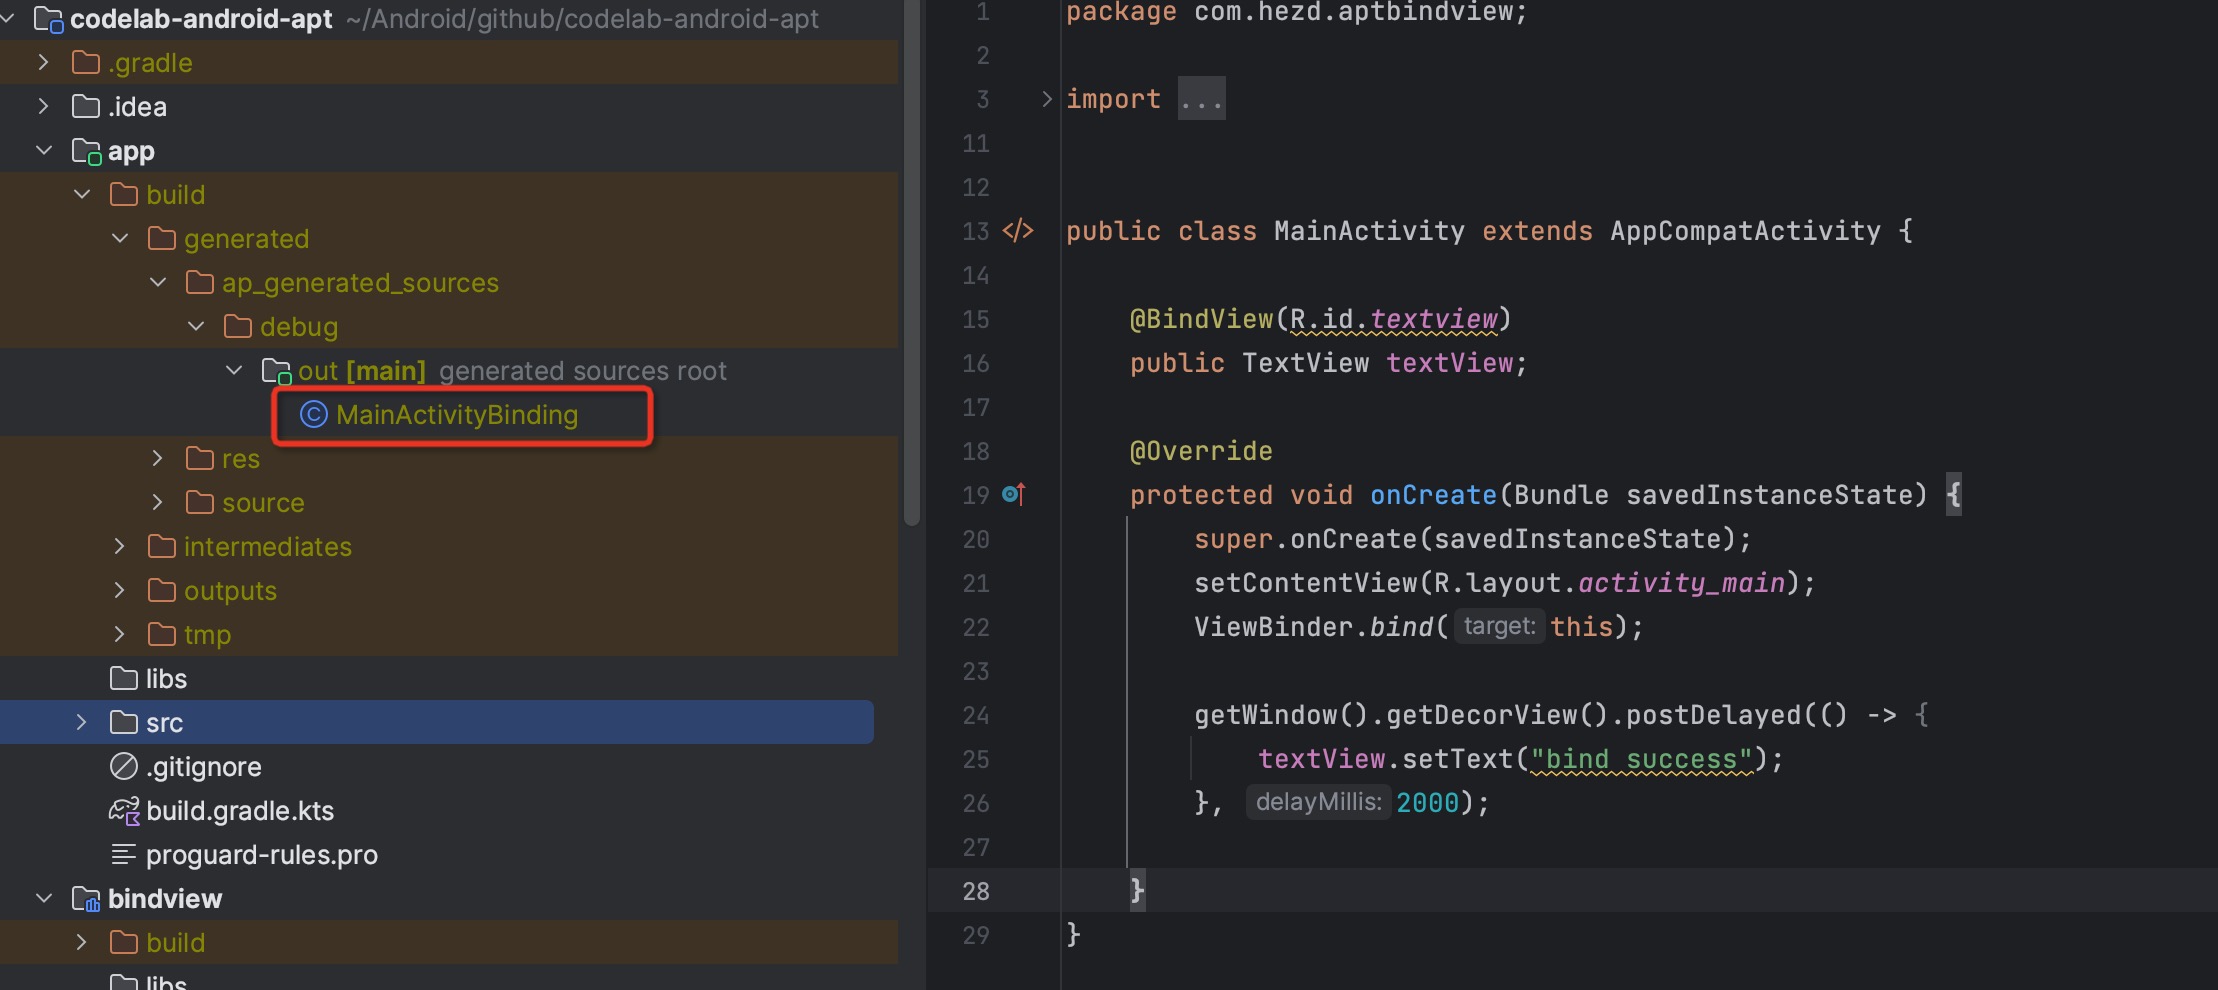 codelab-android-apt ~/Android/github/codelab-android-apt
.gradle
.idea
app
build
generated
ap_generated_sources
debug
out [main] generated sources root
MainActivityBinding
res
source
intermediates
outputs
tmp
libs
src
.gitignore
build.gradle.kts
proguard-rules.pro
bindview
build
libs
1 package com.hezd.aptbindview;
2
3 import ...
11
12
13 </> public class MainActivity extends AppCompatActivity {
14
15 @BindView(R.id.textview)
16 public TextView textView;
17
18 @Override
19 protected void onCreate(Bundle savedInstanceState) {
20 super.onCreate(savedInstanceState);
21 setContentView(R.layout.activity_main);
22 ViewBinder.bind( target: this);
23
24 getWindow().getDecorView().postDelayed(() -> {
25 textView.setText("bind success");
26 }, delayMillis: 2000);
27
28 }
29 }